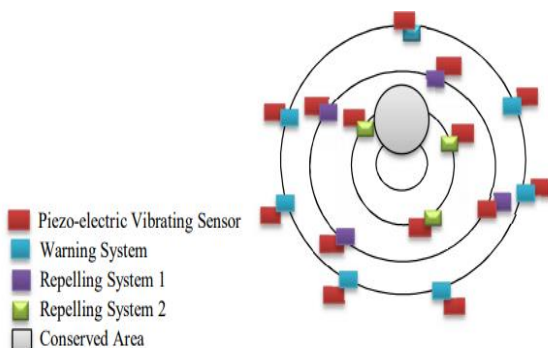 Piezo-electric Vibrating Sensor
Warning System
Repelling System 1
Repelling System 2
Conserved Area